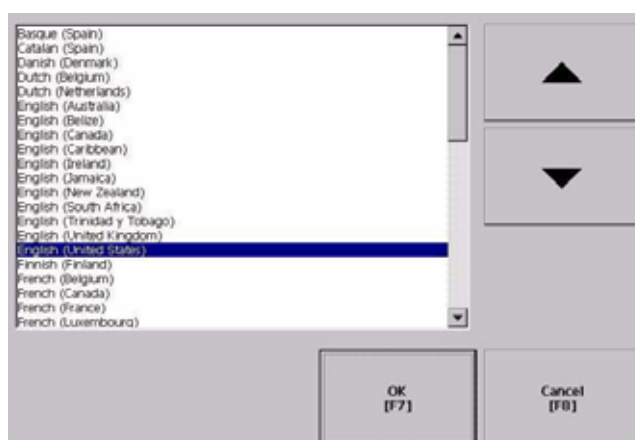 Basque (Spain)
Catalan (Spain)
Danish (Denmark)
Dutch (Belgium)
Dutch (Netherlands)
English (Australia)
English (Belize)
English (Canada)
English (Caribbean)
English (Ireland)
English (Jamaica)
English (New Zealand)
English (South Africa)
English (Trinidad y Tobago)
English (United Kingdom)
English (United States)
Finnish (Finland)
French (Belgium)
French (Canada)
French (France)
French (Luxembourg)
OK
[F7]
Cancel
[F8]